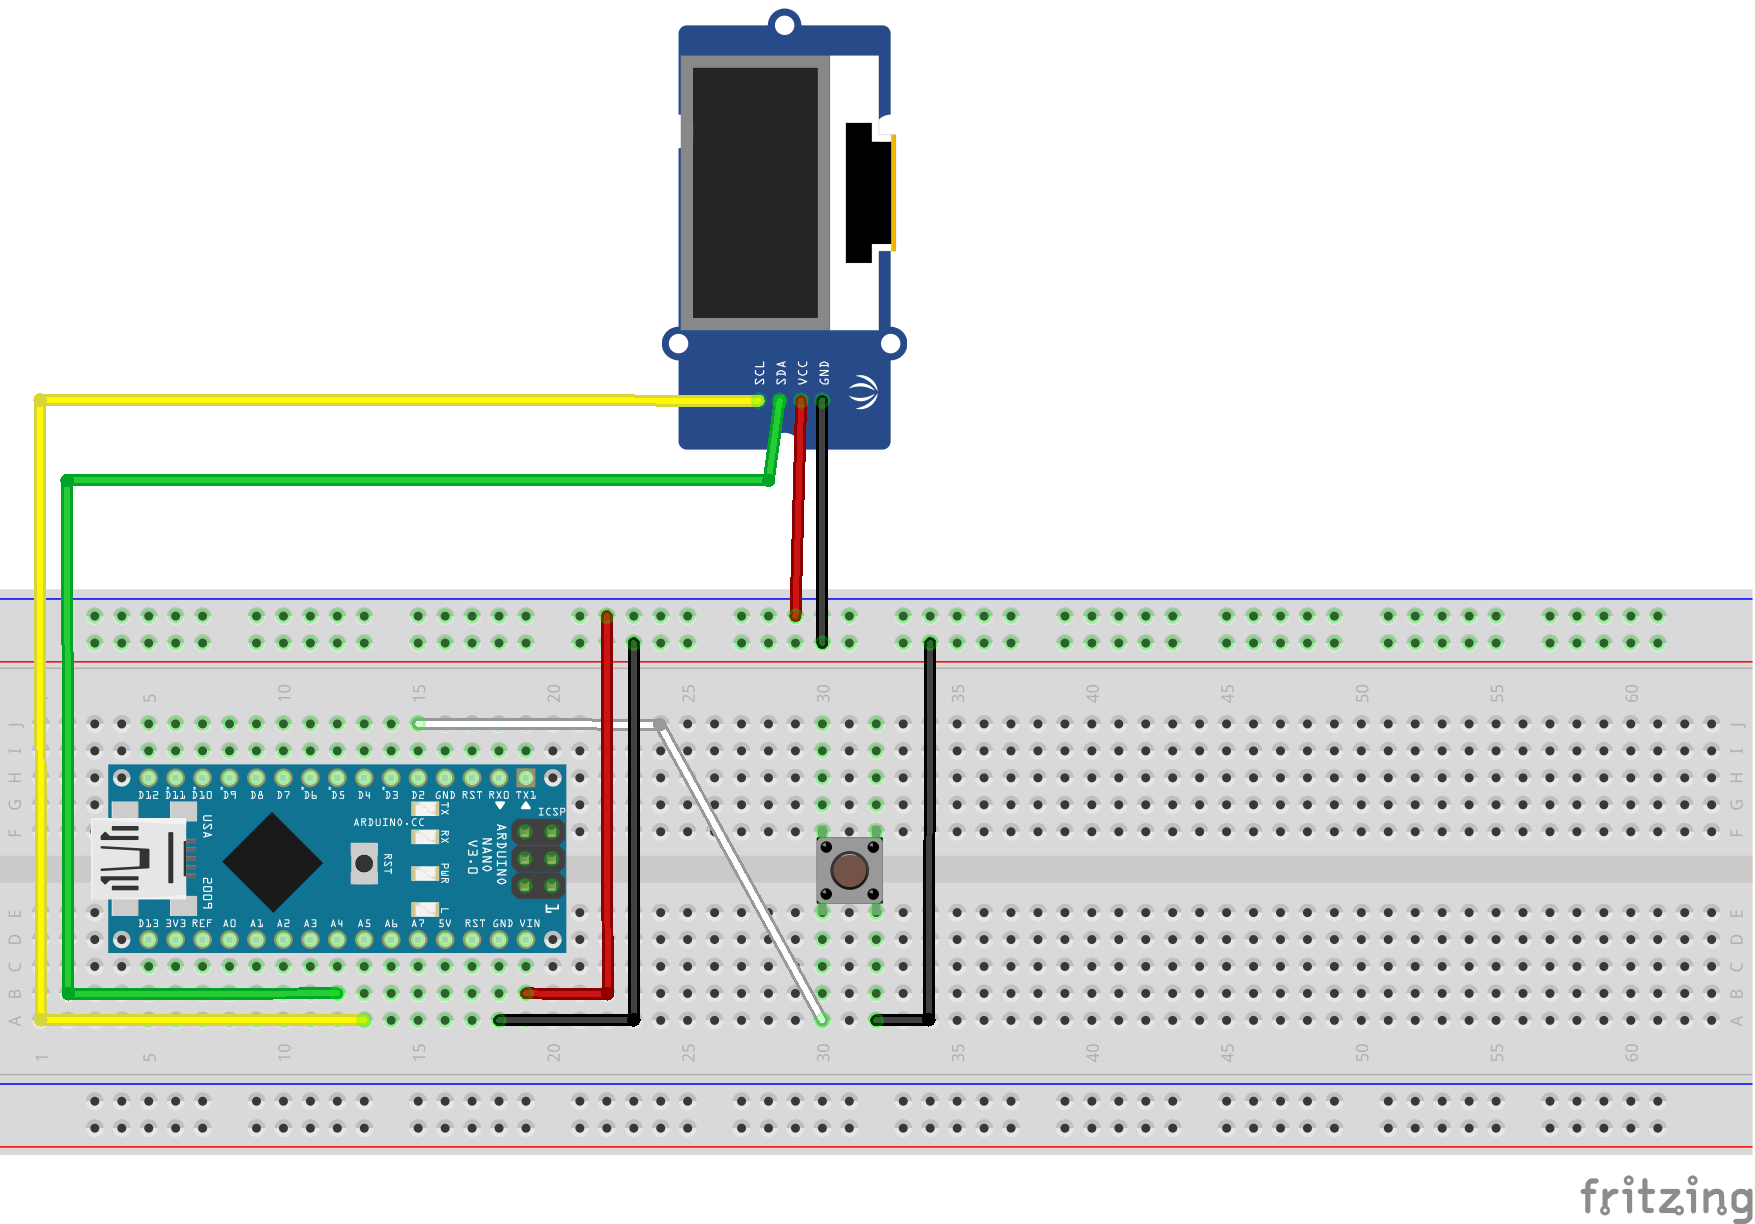 SCL SDA VCC GND
5 10 15 20 25 30 35 40 45 50 55 60
J J
I I
H H
G G
F F
D12 D11 D10 D9 D8 D7 D6 D5 D4 D3 D2 GND RST RX0 TX1
ICSP
TX
ARDUINO.CC
RX
USA
ARDUINO
NANO
V3.0
RST
PWR
2009
L
1
D13 3V3 REF A0 A1 A2 A3 A4 A5 A6 A7 5V RST GND VIN
E E
D D
C C
B B
A A
1 5 10 15 20 25 30 35 40 45 50 55 60
fritzing